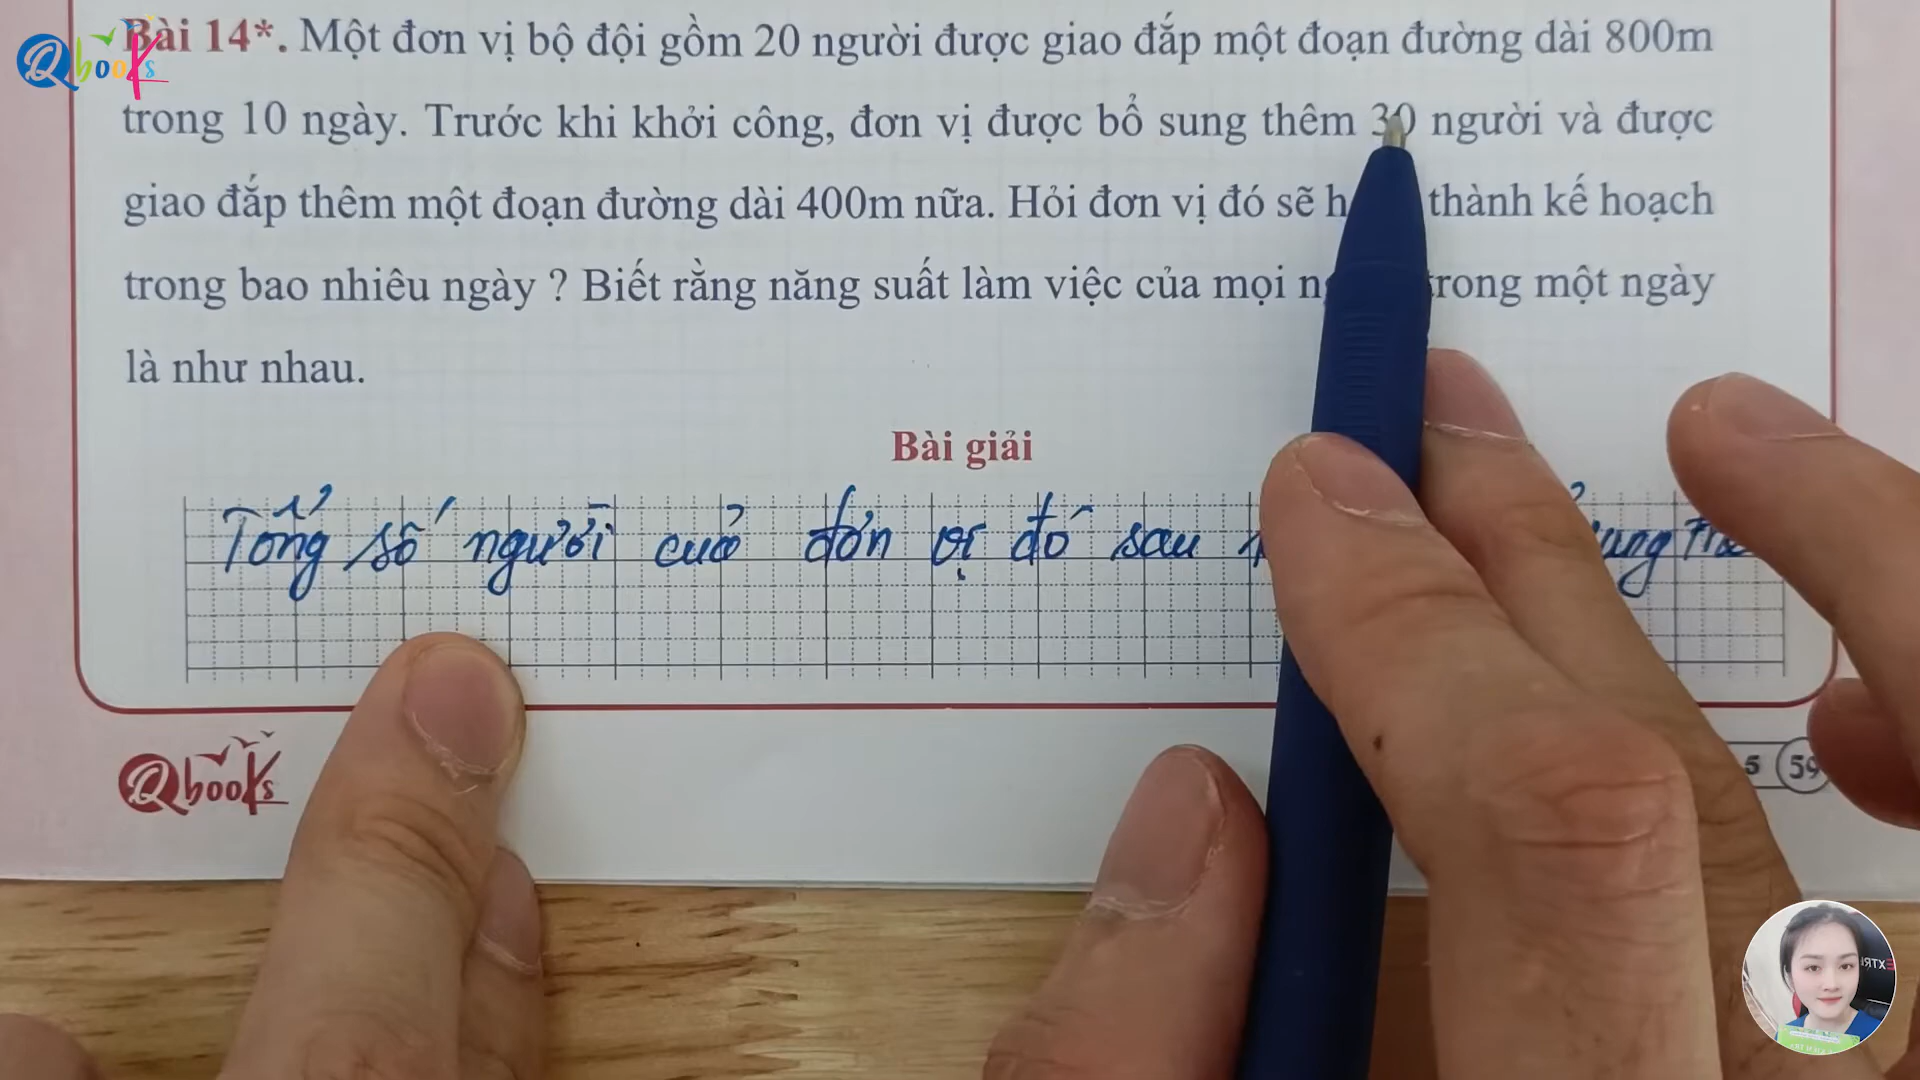 Qbooks
Bài 14*. Một đơn vị bộ đội gồm 20 người được giao đắp một đoạn đường dài 800m
trong 10 ngày. Trước khi khởi công, đơn vị được bổ sung thêm 30 người và được
giao đắp thêm một đoạn đường dài 400m nữa. Hỏi đơn vị đó sẽ thành kế hoạch
trong bao nhiêu ngày ? Biết rằng năng suất làm việc của mọi trong một ngày
là như nhau.
Bài giải
Tổng số người của đơn vị đó sau
Qbooks
5 59